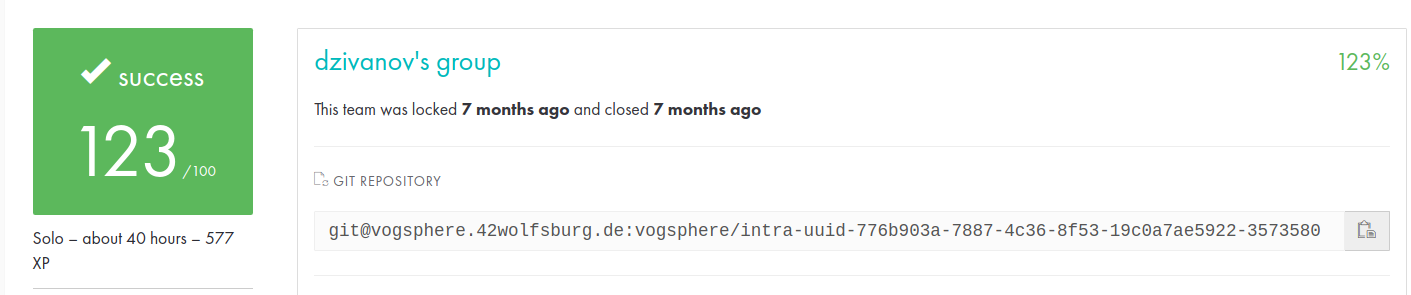 success
123 /100
Solo – about 40 hours – 577
XP
dzivanov's group
123%
This team was locked 7 months ago and closed 7 months ago
GIT REPOSITORY
git@vogsphere.42wolfsburg.de:vogsphere/intra-uuid-776b903a-7887-4c36-8f53-19c0a7ae5922-3573580